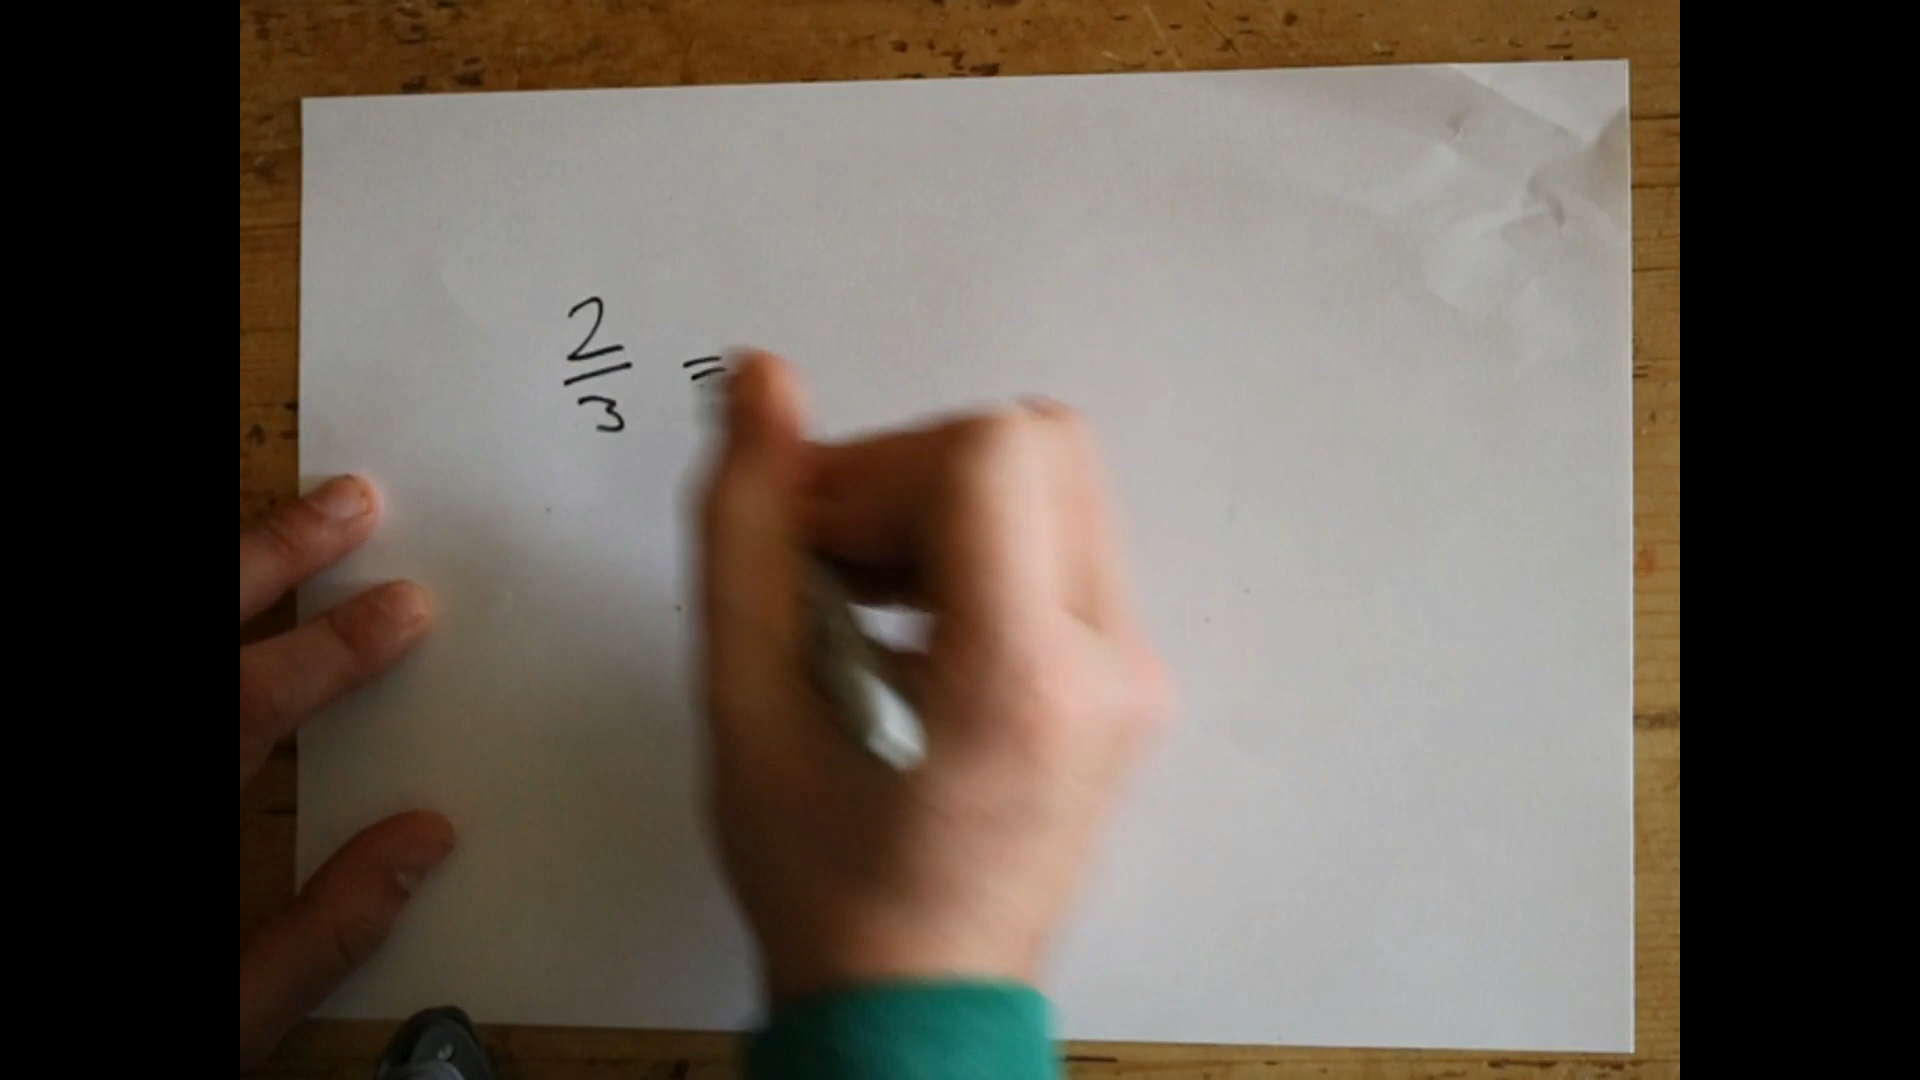 2/3 =